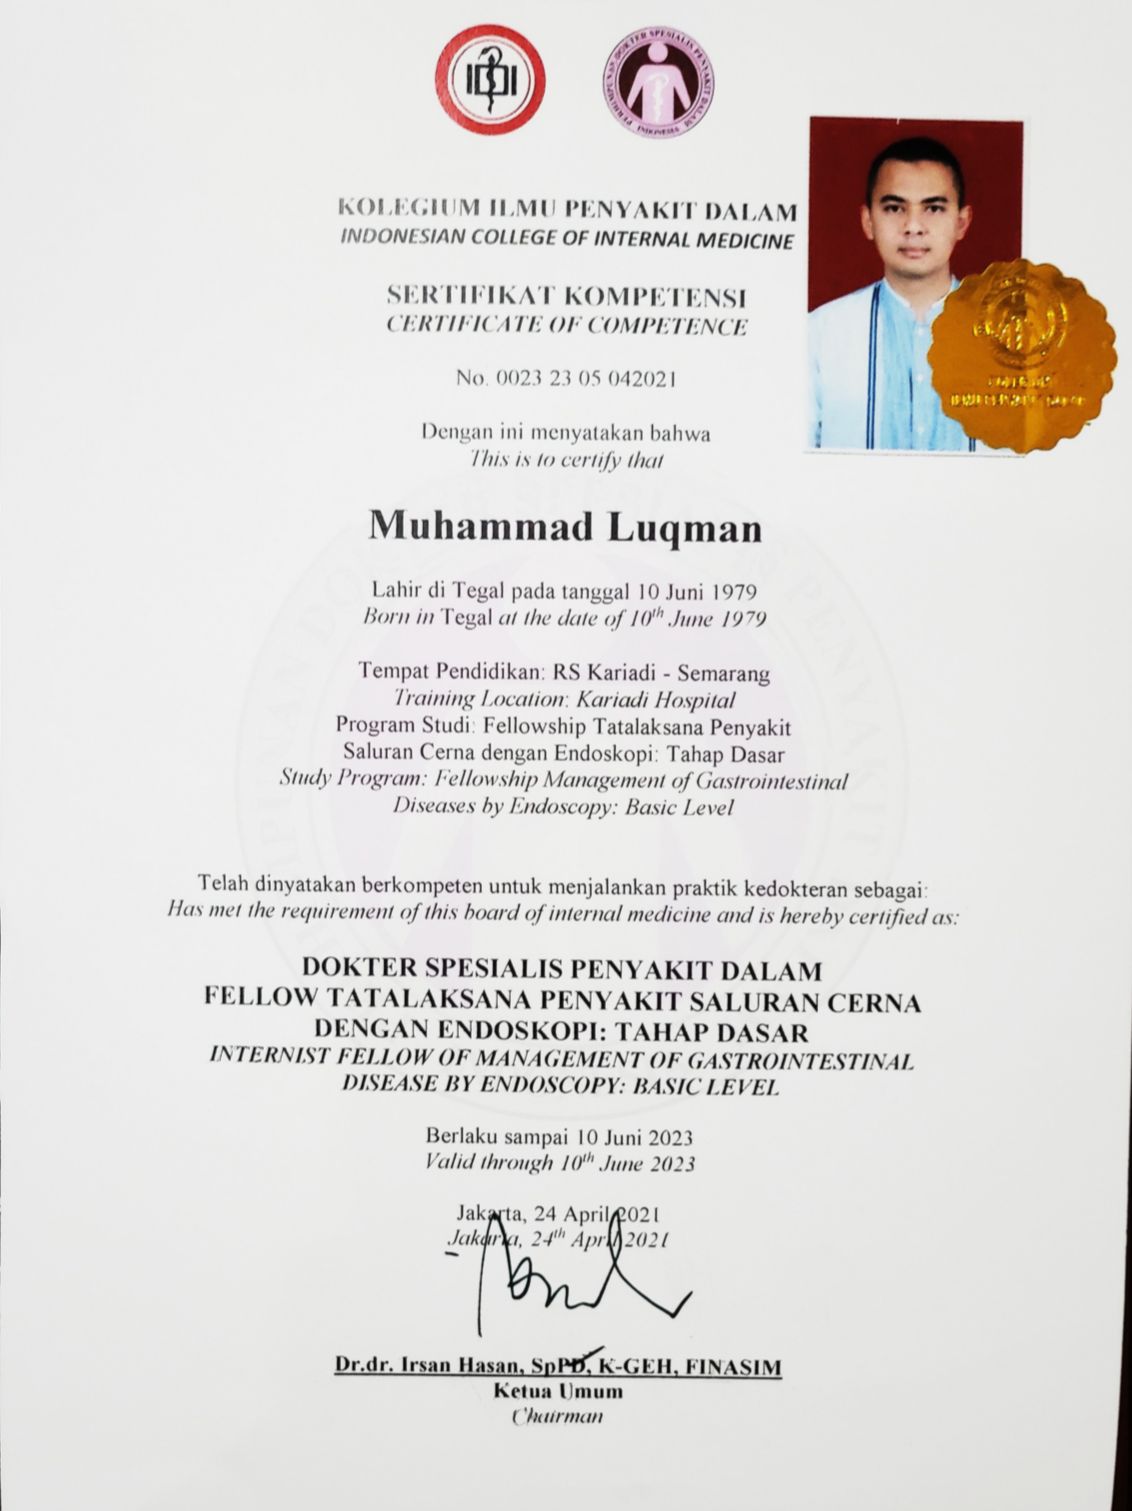 IDI
PERHIMPUNAN DOKTER SPESIALIS PENYAKIT DALAM
INDONESIA
KOLEGIUM ILMU PENYAKIT DALAM
INDONESIAN COLLEGE OF INTERNAL MEDICINE
SERTIFIKAT KOMPETENSI
CERTIFICATE OF COMPETENCE
No. 0023 23 05 042021
Dengan ini menyatakan bahwa
This is to certify that
Muhammad Luqman
Lahir di Tegal pada tanggal 10 Juni 1979
Born in Tegal at the date of 10th June 1979
Tempat Pendidikan: RS Kariadi - Semarang
Training Location: Kariadi Hospital
Program Studi: Fellowship Tatalaksana Penyakit
Saluran Cerna dengan Endoskopi: Tahap Dasar
Study Program: Fellowship Management of Gastrointestinal
Diseases by Endoscopy: Basic Level
Telah dinyatakan berkompeten untuk menjalankan praktik kedokteran sebagai:
Has met the requirement of this board of internal medicine and is hereby certified as:
DOKTER SPESIALIS PENYAKIT DALAM
FELLOW TATALAKSANA PENYAKIT SALURAN CERNA
DENGAN ENDOSKOPI: TAHAP DASAR
INTERNIST FELLOW OF MANAGEMENT OF GASTROINTESTINAL
DISEASE BY ENDOSCOPY: BASIC LEVEL
Berlaku sampai 10 Juni 2023
Valid through 10th June 2023
Jakarta, 24 April 2021
Jakarta, 24th April 2021
Dr.dr. Irsan Hasan, SpPD, K-GEH, FINASIM
Ketua Umum
Chairman